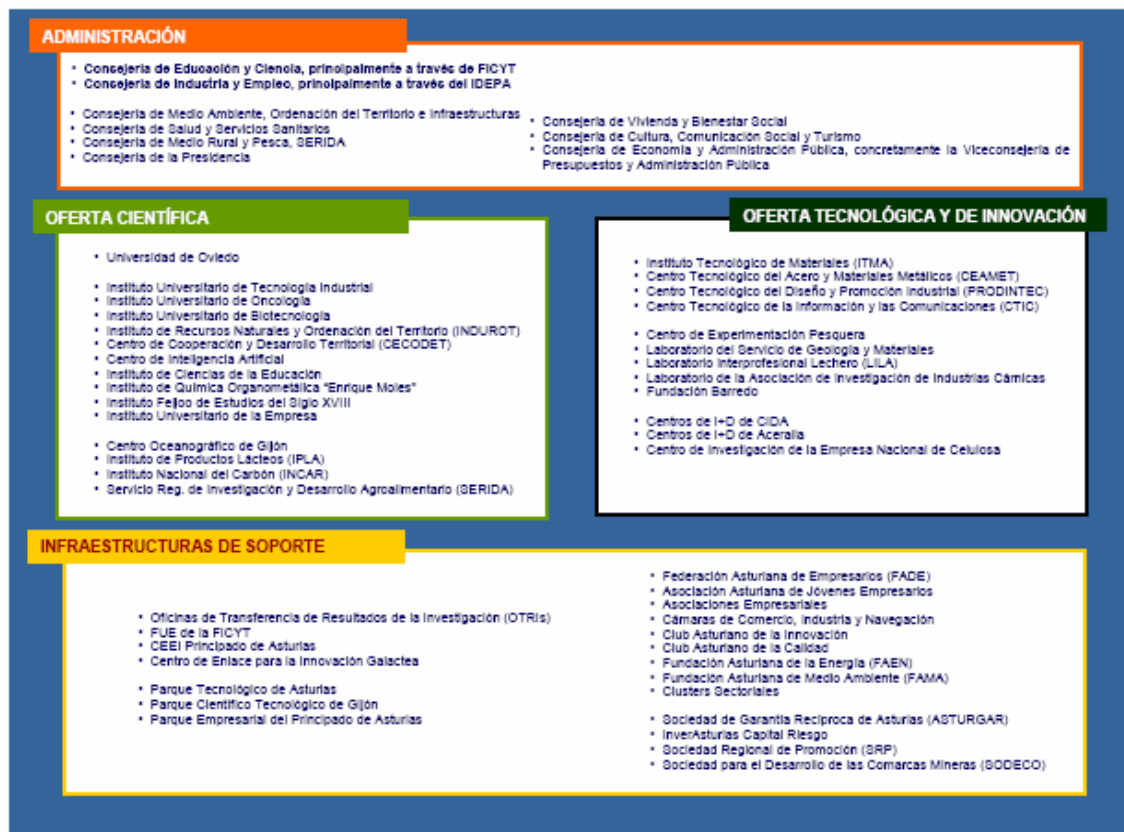 ADMINISTRACIÓN
• Consejería de Educación y Ciencia, principalmente a través de FICYT
• Consejería de Industria y Empleo, principalmente a través del IDEPA
• Consejería de Medio Ambiente, Ordenación del Territorio e Infraestructuras
• Consejería de Salud y Servicios Sanitarios
• Consejería de Medio Rural y Pesca, SERIDA
• Consejería de la Presidencia
• Consejería de Vivienda y Bienestar Social
• Consejería de Cultura, Comunicación Social y Turismo
• Consejería de Economía y Administración Pública, concretamente la Viceconsejería de
Presupuestos y Administración Pública
OFERTA CIENTÍFICA
• Universidad de Oviedo
• Instituto Universitario de Tecnología Industrial
• Instituto Universitario de Oncología
• Instituto Universitario de Biotecnología
• Instituto de Recursos Naturales y Ordenación del Territorio (INDUROT)
• Centro de Cooperación y Desarrollo Territorial (CECODET)
• Centro de Inteligencia Artificial
• Instituto de Ciencias de la Educación
• Instituto de Química Organometálica "Enrique Moles"
• Instituto Feijoo de Estudios del Siglo XVIII
• Instituto Universitario de la Empresa
• Centro Oceanográfico de Gijón
• Instituto de Productos Lácteos (IPLA)
• Instituto Nacional del Carbón (INCAR)
• Servicio Reg. de Investigación y Desarrollo Agroalimentario (SERIDA)
OFERTA TECNOLÓGICA Y DE INNOVACIÓN
• Instituto Tecnológico de Materiales (ITMA)
• Centro Tecnológico del Acero y Materiales Metálicos (CEAMET)
• Centro Tecnológico del Diseño y Promoción Industrial (PRODINTEC)
• Centro Tecnológico de la Información y las Comunicaciones (CTIC)
• Centro de Experimentación Pesquera
• Laboratorio del Servicio de Geología y Materiales
• Laboratorio Interprofesional Lechero (LILA)
• Laboratorio de la Asociación de Investigación de Industrias Cárnicas
• Fundación Barredo
• Centros de I+D de CIDA
• Centros de I+D de Aceralia
• Centro de Investigación de la Empresa Nacional de Celulosa
INFRAESTRUCTURAS DE SOPORTE
• Oficinas de Transferencia de Resultados de la Investigación (OTRIs)
• FUE de la FICYT
• CEEI Principado de Asturias
• Centro de Enlace para la Innovación Galactea
• Parque Tecnológico de Asturias
• Parque Científico Tecnológico de Gijón
• Parque Empresarial del Principado de Asturias
• Federación Asturiana de Empresarios (FADE)
• Asociación Asturiana de Jóvenes Empresarios
• Asociaciones Empresariales
• Cámaras de Comercio, Industria y Navegación
• Club Asturiano de la Innovación
• Club Asturiano de la Calidad
• Fundación Asturiana de la Energía (FAEN)
• Fundación Asturiana de Medio Ambiente (FAMA)
• Clusters Sectoriales
• Sociedad de Garantía Recíproca de Asturias (ASTURGAR)
• InverAsturias Capital Riesgo
• Sociedad Regional de Promoción (SRP)
• Sociedad para el Desarrollo de las Comarcas Mineras (SODECO)